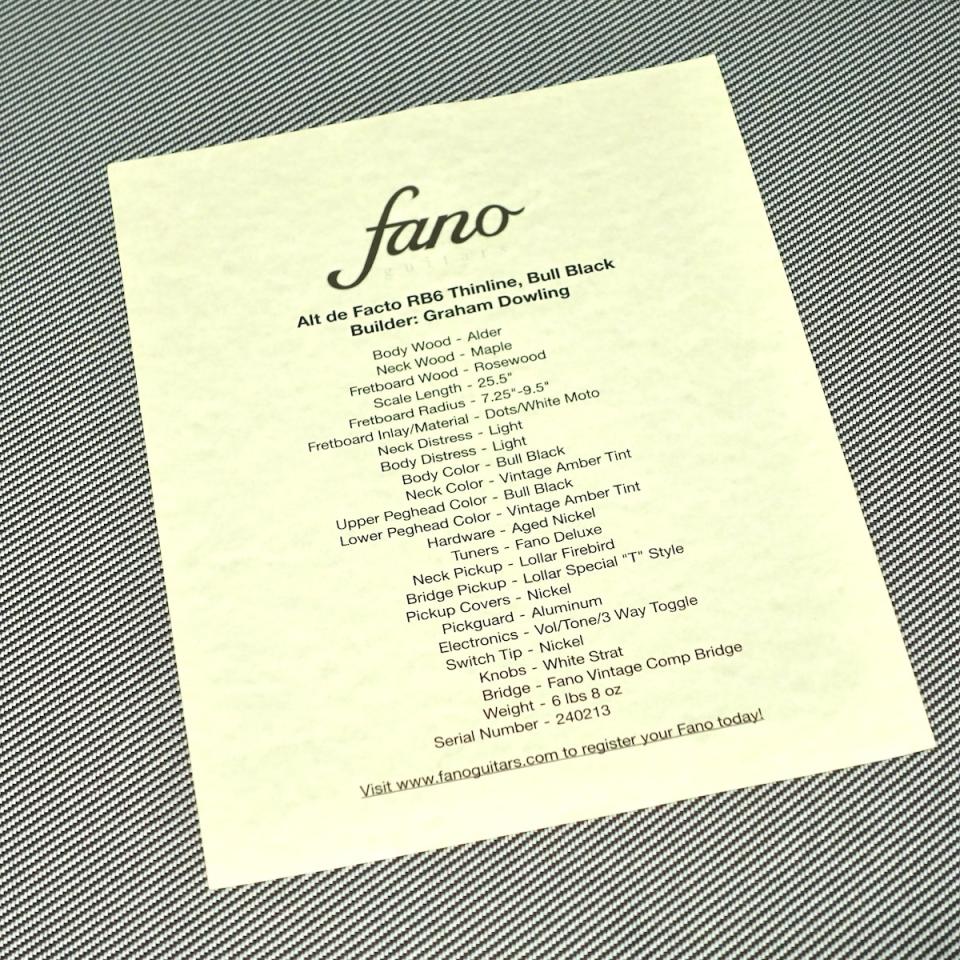 fano
guitars
Alt de Facto RB6 Thinline, Bull Black
Builder: Graham Dowling
Body Wood - Alder
Neck Wood - Maple
Fretboard Wood - Rosewood
Scale Length - 25.5"
Fretboard Radius - 7.25"-9.5"
Fretboard Inlay/Material - Dots/White Moto
Neck Distress - Light
Body Distress - Light
Body Color - Bull Black
Neck Color - Vintage Amber Tint
Upper Peghead Color - Bull Black
Lower Peghead Color - Vintage Amber Tint
Hardware - Aged Nickel
Tuners - Fano Deluxe
Neck Pickup - Lollar Firebird
Bridge Pickup - Lollar Special "T" Style
Pickup Covers - Nickel
Pickguard - Aluminum
Electronics - Vol/Tone/3 Way Toggle
Switch Tip - Nickel
Knobs - White Strat
Bridge - Fano Vintage Comp Bridge
Weight - 6 lbs 8 oz
Serial Number - 240213
Visit www.fanoguitars.com to register your Fano today!